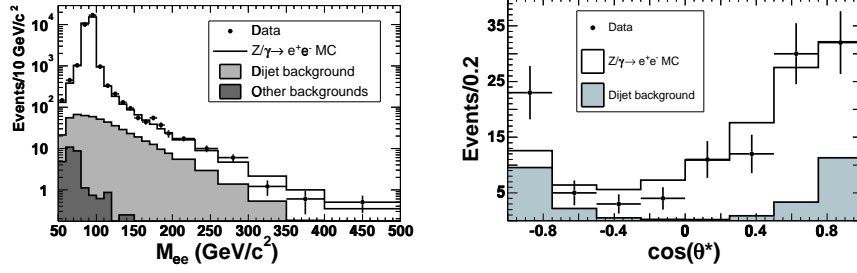 Events/10 GeV/c²
10⁴
10³
10²
10
1
Data
Z/γ→ e⁺e⁻ MC
Dijet background
Other backgrounds
50 100 150 200 250 300 350 400 450 500
M_ee (GeV/c²)
Events/0.2
45
35
25
15
5
Data
Z/γ→ e⁺e⁻ MC
Dijet background
-0.8 -0.4 0 0.4 0.8
cos(θ*)